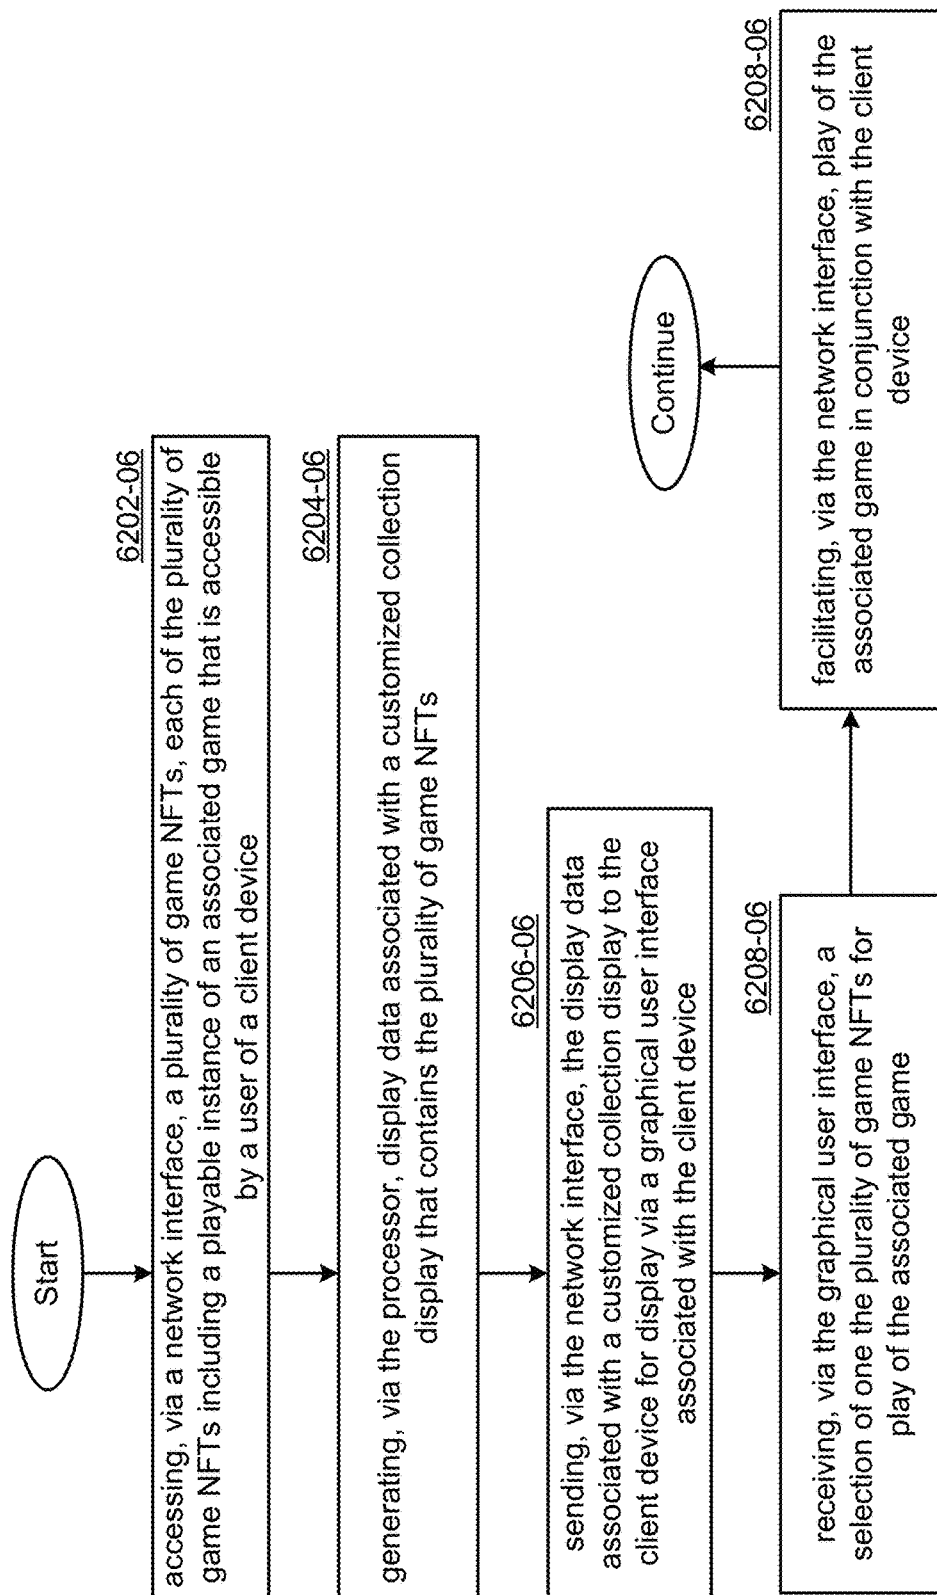 Start
6202-06
accessing, via a network interface, a plurality of game NFTs, each of the plurality of
game NFTs including a playable instance of an associated game that is accessible
by a user of a client device
6204-06
generating, via the processor, display data associated with a customized collection
display that contains the plurality of game NFTs
6206-06
sending, via the network interface, the display data
associated with a customized collection display to the
client device for display via a graphical user interface
associated with the client device
6208-06
receiving, via the graphical user interface, a
selection of one the plurality of game NFTs for
play of the associated game
6208-06
facilitating, via the network interface, play of the
associated game in conjunction with the client
device
Continue